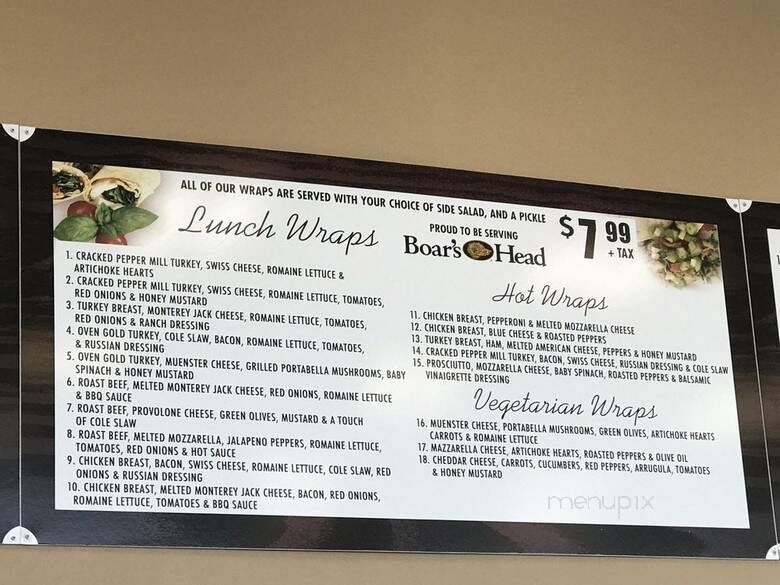 ALL OF OUR WRAPS ARE SERVED WITH YOUR CHOICE OF SIDE SALAD, AND A PICKLE
Lunch Wraps
PROUD TO BE SERVING
Boar's Head
$7.99
+ TAX
1. CRACKED PEPPER MILL TURKEY, SWISS CHEESE, ROMAINE LETTUCE &
ARTICHOKE HEARTS
2. CRACKED PEPPER MILL TURKEY, SWISS CHEESE, ROMAINE LETTUCE, TOMATOES,
RED ONIONS & HONEY MUSTARD
3. TURKEY BREAST, MONTEREY JACK CHEESE, ROMAINE LETTUCE, TOMATOES,
RED ONIONS & RANCH DRESSING
4. OVEN GOLD TURKEY, COLE SLAW, BACON, ROMAINE LETTUCE, TOMATOES,
& RUSSIAN DRESSING
5. OVEN GOLD TURKEY, MUENSTER CHEESE, GRILLED PORTABELLA MUSHROOMS, BABY
SPINACH & HONEY MUSTARD
6. ROAST BEEF, MELTED MONTEREY JACK CHEESE, RED ONIONS, ROMAINE LETTUCE
& BBQ SAUCE
7. ROAST BEEF, PROVOLONE CHEESE, GREEN OLIVES, MUSTARD & A TOUCH
OF COLE SLAW
8. ROAST BEEF, MELTED MOZZARELLA, JALAPENO PEPPERS, ROMAINE LETTUCE,
TOMATOES, RED ONIONS & HOT SAUCE
9. CHICKEN BREAST, BACON, SWISS CHEESE, ROMAINE LETTUCE, COLE SLAW, RED
ONIONS & RUSSIAN DRESSING
10. CHICKEN BREAST, MELTED MONTEREY JACK CHEESE, BACON, RED ONIONS,
ROMAINE LETTUCE, TOMATOES & BBQ SAUCE
Hot Wraps
11. CHICKEN BREAST, PEPPERONI & MELTED MOZZARELLA CHEESE
12. CHICKEN BREAST, BLUE CHEESE & ROASTED PEPPERS
13. TURKEY BREAST, HAM, MELTED AMERICAN CHEESE, PEPPERS & HONEY MUSTARD
14. CRACKED PEPPER MILL TURKEY, BACON, SWISS CHEESE, RUSSIAN DRESSING & COLE SLAW
15. PROSCIUTTO, MOZZARELLA CHEESE, BABY SPINACH, ROASTED PEPPERS & BALSAMIC
VINAIGRETTE DRESSING
Vegetarian Wraps
16. MUENSTER CHEESE, PORTABELLA MUSHROOMS, GREEN OLIVES, ARTICHOKE HEARTS
CARROTS & ROMAINE LETTUCE
17. MAZZARELLA CHEESE, ARTICHOKE HEARTS, ROASTED PEPPERS & OLIVE OIL
18. CHEDDAR CHEESE, CARROTS, CUCUMBERS, RED PEPPERS, ARRUGULA, TOMATOES
& HONEY MUSTARD
menupix